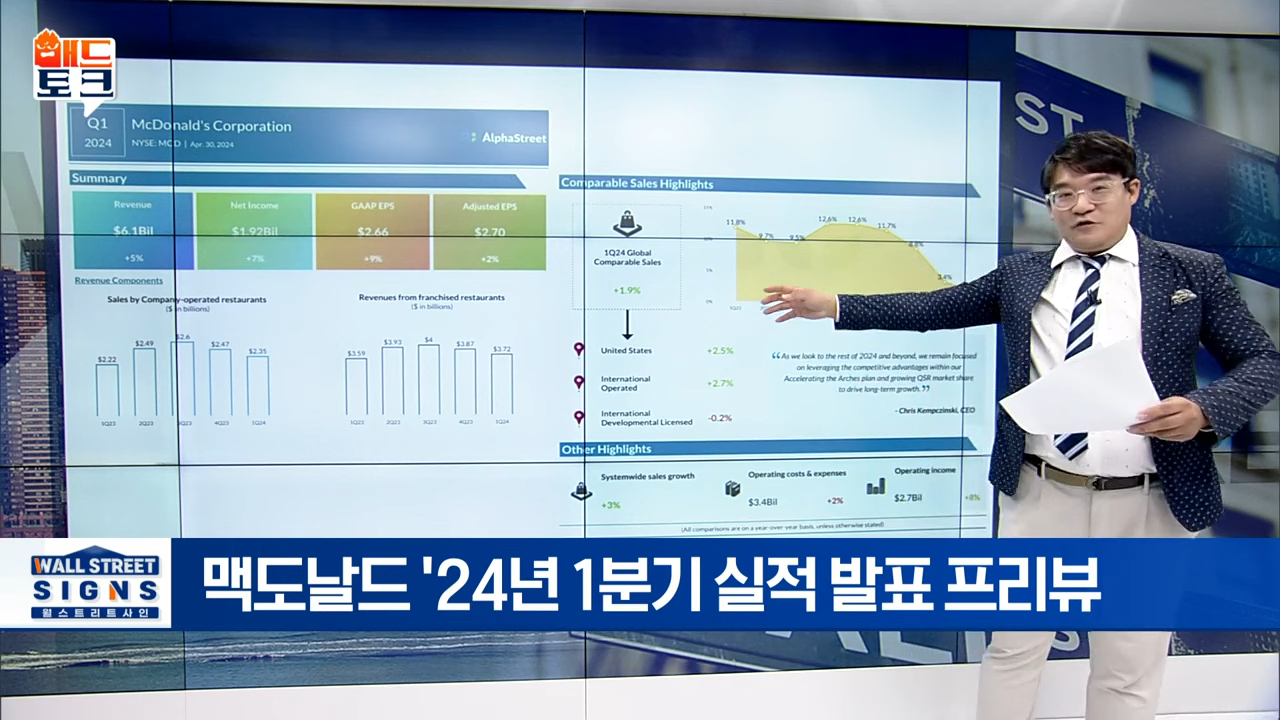 매드
토크
ST
Q1
2024
McDonald's Corporation
NYSE: MCD | Apr. 30, 2024
AlphaStreet
Summary
Revenue
$6.1Bil
+5%
Net Income
$1.92Bil
+7%
GAAP EPS
$2.66
+9%
Adjusted EPS
$2.70
+2%
Revenue Components
Sales by Company-operated restaurants
($ in billions)
$2.22
$2.49
$2.6
$2.47
$2.35
1Q23
2Q23
3Q23
4Q23
1Q24
Revenues from franchised restaurants
($ in billions)
$3.59
$3.93
$4
$3.87
$3.72
1Q23
2Q23
3Q23
4Q23
1Q24
Comparable Sales Highlights
1Q24 Global
Comparable Sales
+1.9%
15%
5%
0%
11.8%
9.7%
9.5%
12.6%
12.6%
11.7%
8.8%
3.4%
United States
+2.5%
International
Operated
+2.7%
International
Developmental Licensed
-0.2%
“As we look to the rest of 2024 and beyond, we remain focused
on leveraging the competitive advantages within our
Accelerating the Arches plan and growing QSR market share
to drive long-term growth.”
- Chris Kempczinski, CEO
Other Highlights
Systemwide sales growth
+3%
Operating costs & expenses
$3.4Bil
+2%
Operating income
$2.7Bil
+8%
(All comparisons are on a year-over-year basis, unless otherwise stated)
WALL STREET
SIGNS
월스트리트사인
맥도날드 '24년 1분기 실적 발표 프리뷰